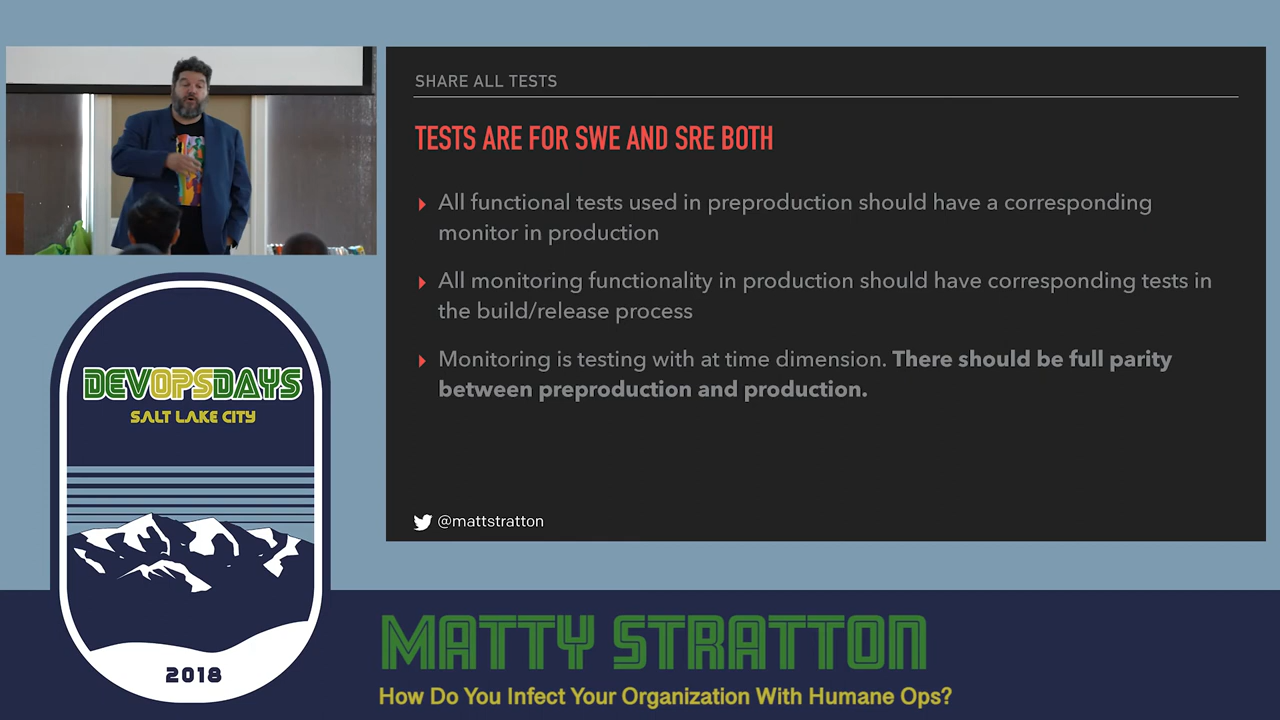 SHARE ALL TESTS
TESTS ARE FOR SWE AND SRE BOTH
All functional tests used in preproduction should have a corresponding
monitor in production
All monitoring functionality in production should have corresponding tests in
the build/release process
Monitoring is testing with at time dimension. There should be full parity
between preproduction and production.
@mattstratton
DEVOPSDAYS
SALT LAKE CITY
2018
MATTY STRATTON
How Do You Infect Your Organization With Humane Ops?